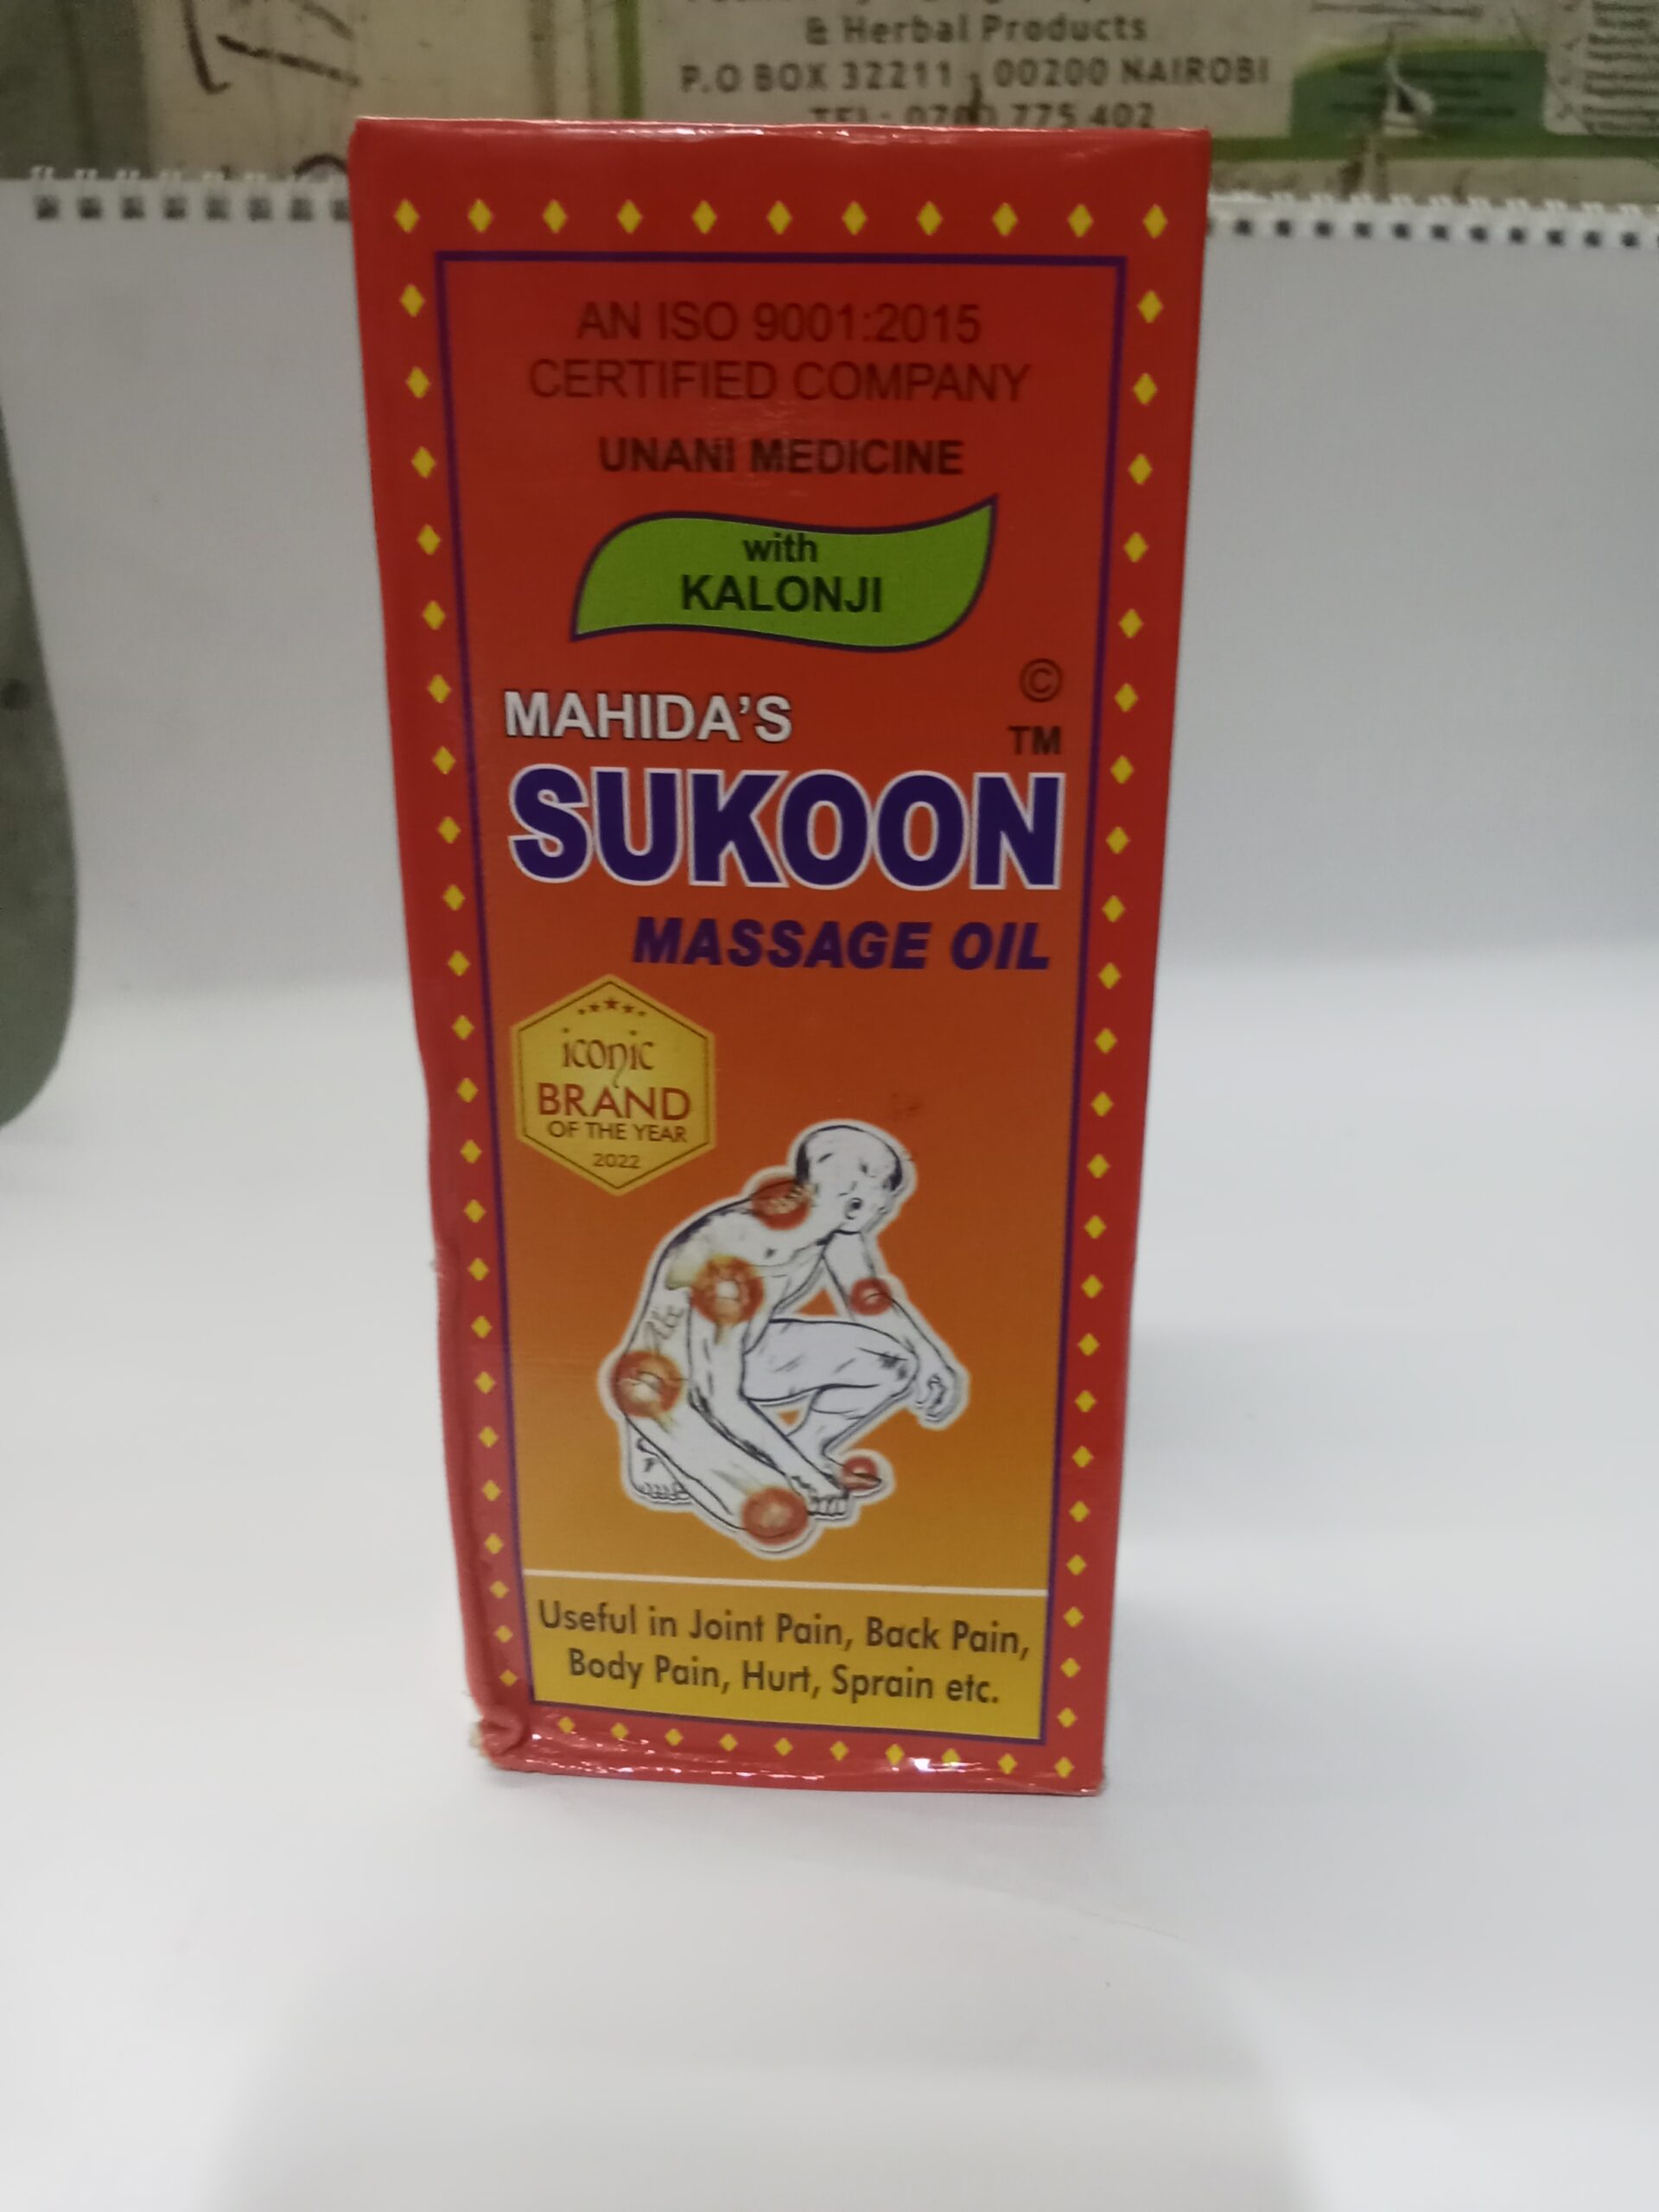 & Herbal Products
P.O BOX 32211, 00200 NAIROBI
AN ISO 9001:2015
CERTIFIED COMPANY
UNANI MEDICINE
with
KALONJI
©
MAHIDA'S
TM
SUKOON
MASSAGE OIL
iconic
BRAND
OF THE YEAR
2022
Useful in Joint Pain, Back Pain,
Body Pain, Hurt, Sprain etc.